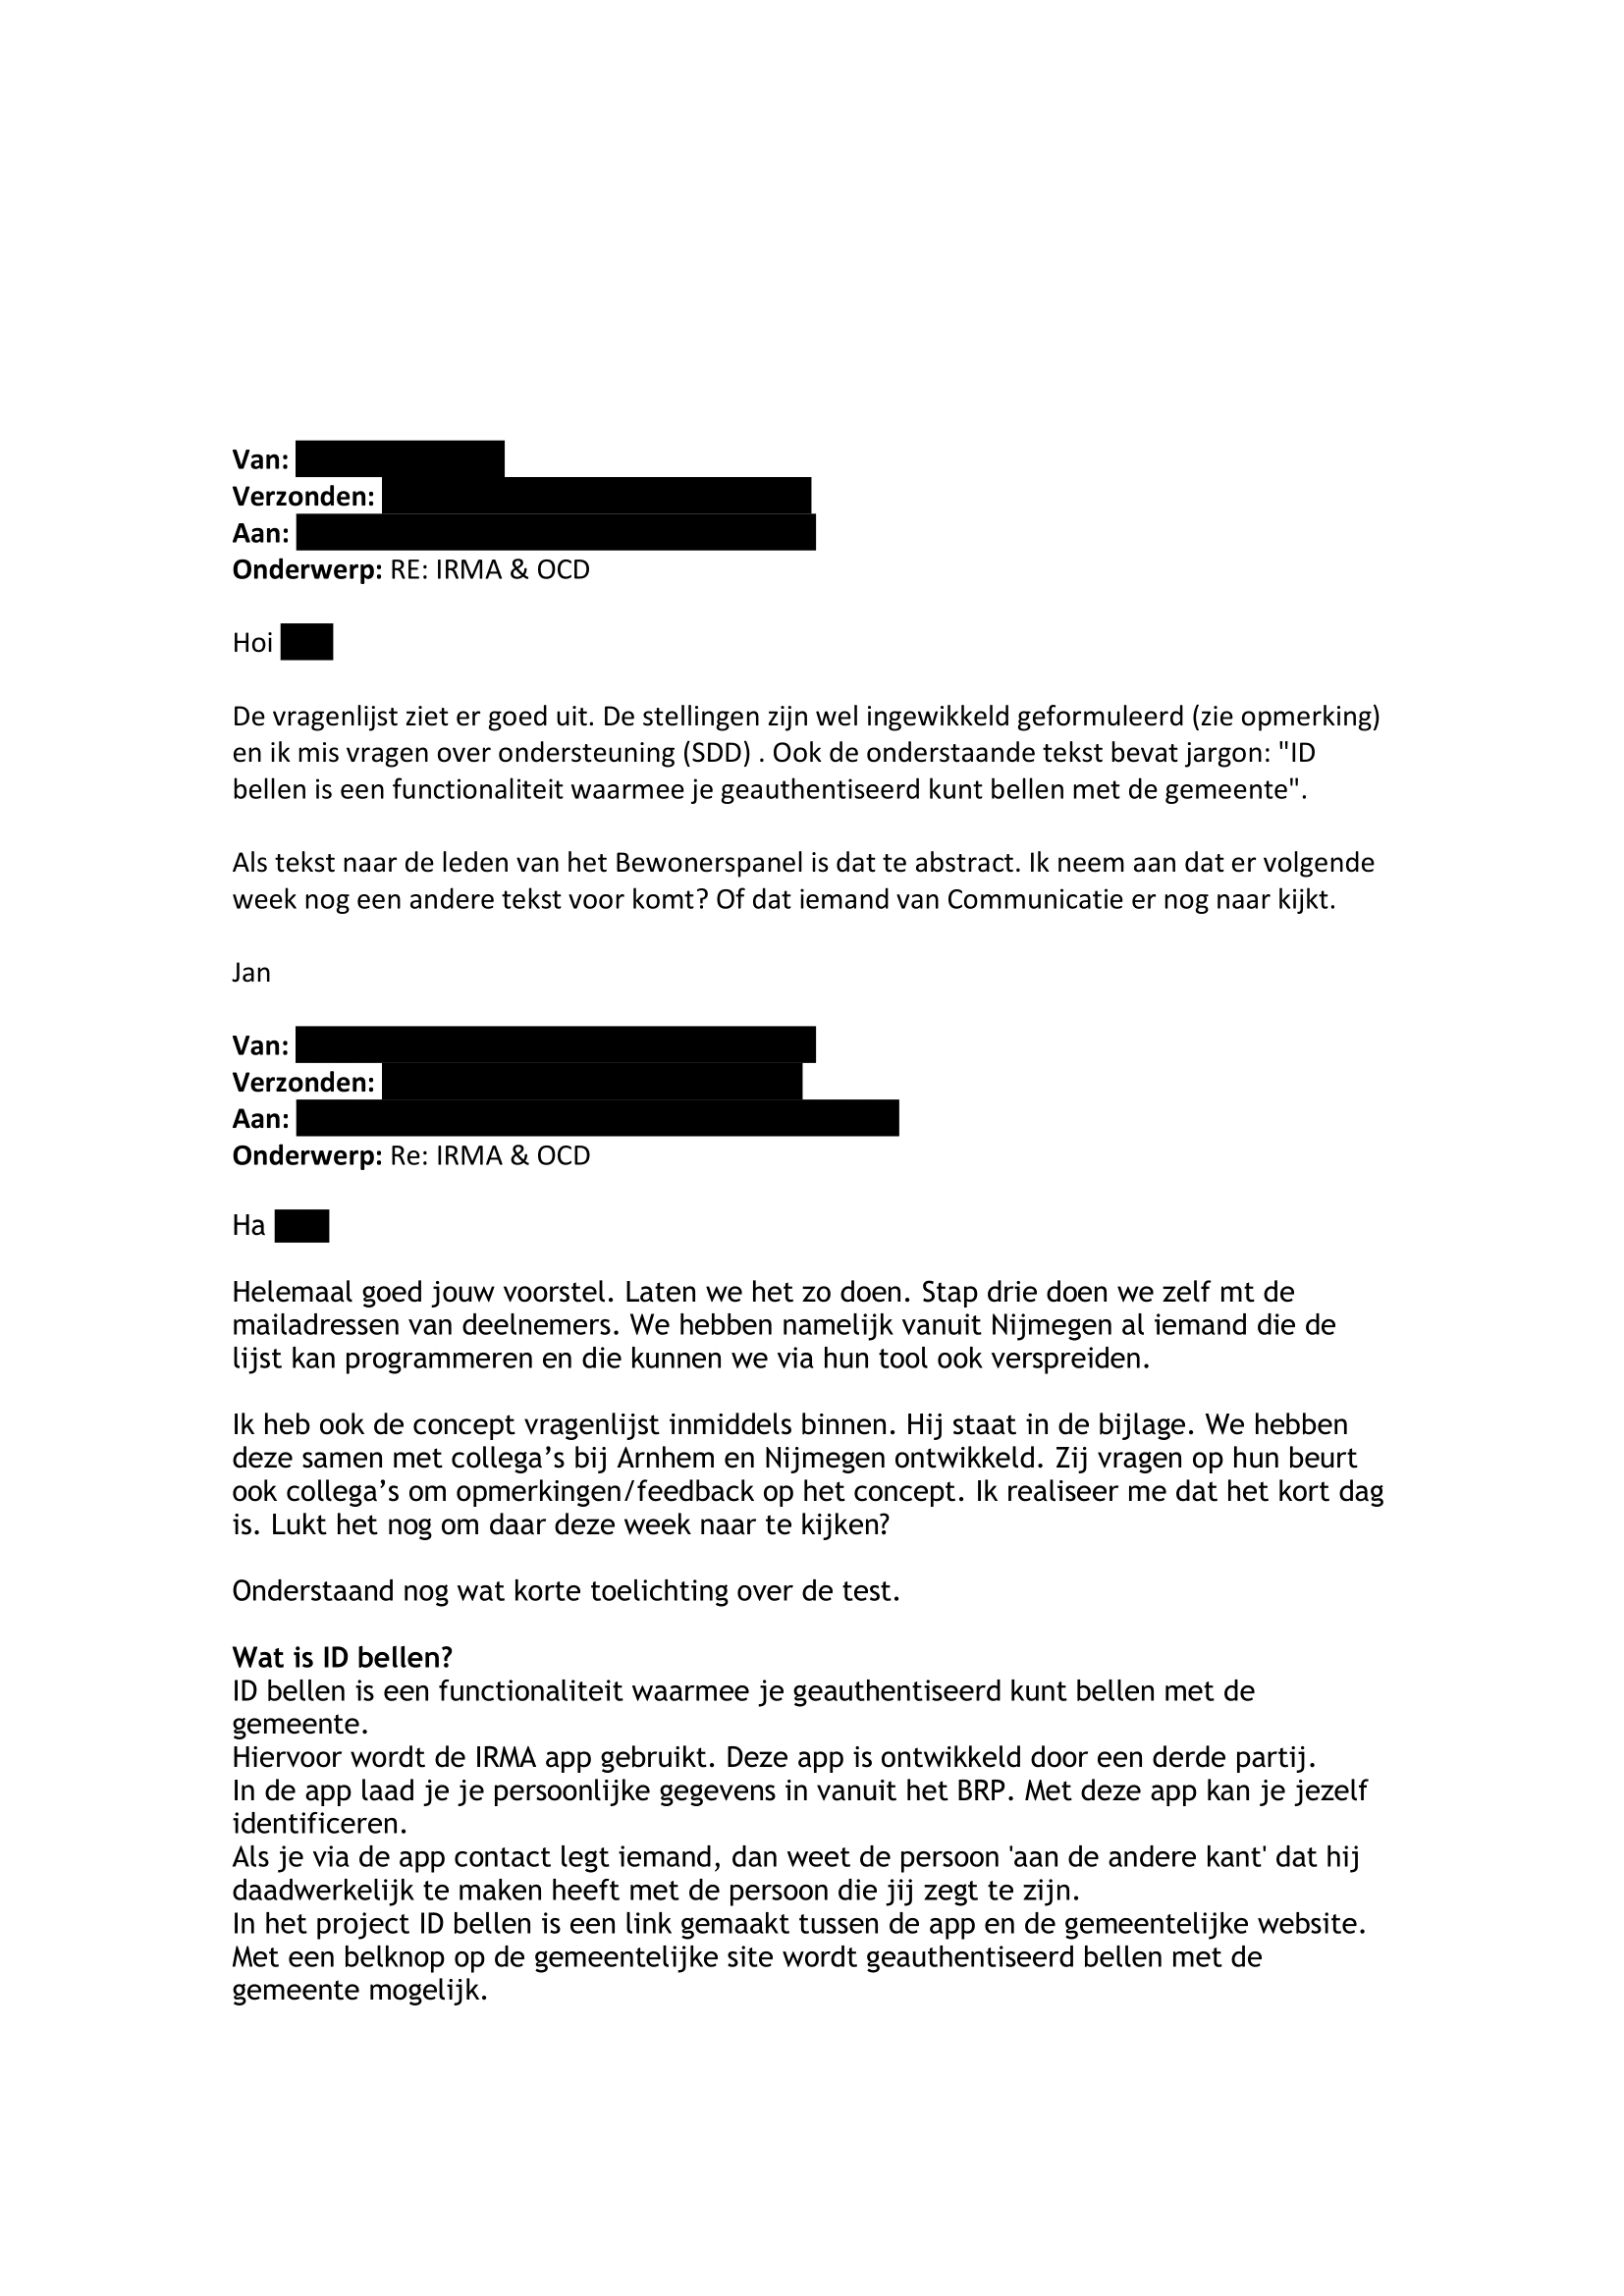 Van:
Verzonden:
Aan:
Onderwerp: RE: IRMA & OCD
Hoi
De vragenlijst ziet er goed uit. De stellingen zijn wel ingewikkeld geformuleerd (zie opmerking)
en ik mis vragen over ondersteuning (SDD) . Ook de onderstaande tekst bevat jargon: "ID
bellen is een functionaliteit waarmee je geauthentiseerd kunt bellen met de gemeente".
Als tekst naar de leden van het Bewonerspanel is dat te abstract. Ik neem aan dat er volgende
week nog een andere tekst voor komt? Of dat iemand van Communicatie er nog naar kijkt.
Jan
Van:
Verzonden:
Aan:
Onderwerp: Re: IRMA & OCD
Ha
Helemaal goed jouw voorstel. Laten we het zo doen. Stap drie doen we zelf mt de
mailadressen van deelnemers. We hebben namelijk vanuit Nijmegen al iemand die de
lijst kan programmeren en die kunnen we via hun tool ook verspreiden.
Ik heb ook de concept vragenlijst inmiddels binnen. Hij staat in de bijlage. We hebben
deze samen met collega’s bij Arnhem en Nijmegen ontwikkeld. Zij vragen op hun beurt
ook collega’s om opmerkingen/feedback op het concept. Ik realiseer me dat het kort dag
is. Lukt het nog om daar deze week naar te kijken?
Onderstaand nog wat korte toelichting over de test.
Wat is ID bellen?
ID bellen is een functionaliteit waarmee je geauthentiseerd kunt bellen met de
gemeente.
Hiervoor wordt de IRMA app gebruikt. Deze app is ontwikkeld door een derde partij.
In de app laad je je persoonlijke gegevens in vanuit het BRP. Met deze app kan je jezelf
identificeren.
Als je via de app contact legt iemand, dan weet de persoon 'aan de andere kant' dat hij
daadwerkelijk te maken heeft met de persoon die jij zegt te zijn.
In het project ID bellen is een link gemaakt tussen de app en de gemeentelijke website.
Met een belknop op de gemeentelijke site wordt geauthentiseerd bellen met de
gemeente mogelijk.